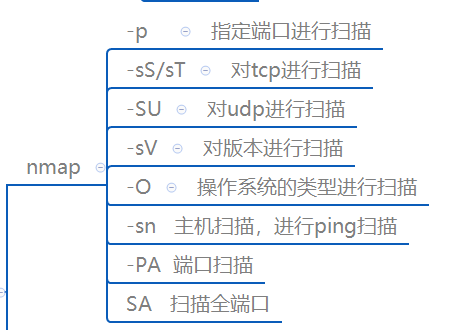 -p 指定端口进行扫描
-sS/sT 对tcp进行扫描
-SU 对udp进行扫描
-sV 对版本进行扫描
nmap
-O 操作系统的类型进行扫描
-sn 主机扫描，进行ping扫描
-PA 端口扫描
SA 扫描全端口